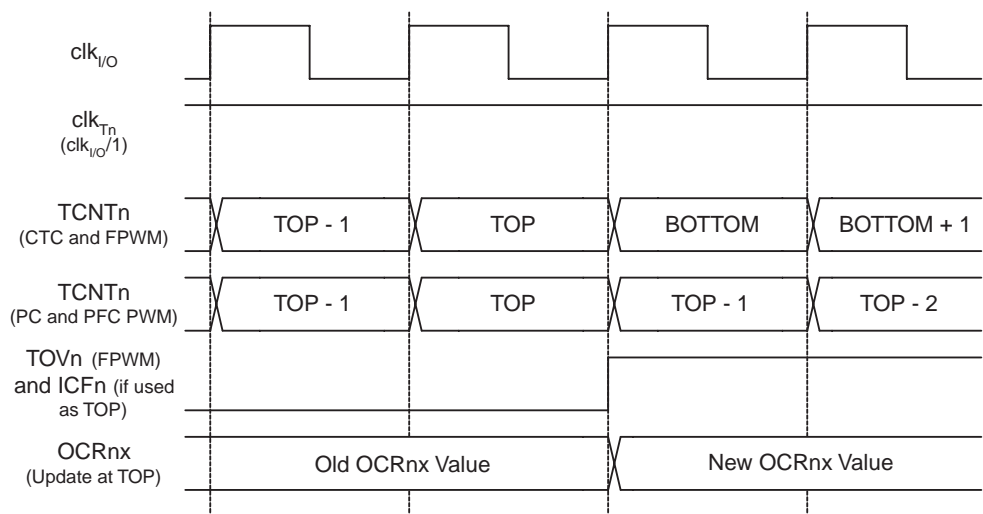 clkI/O
clkTn
(clkI/O/1)
TCNTn
(CTC and FPWM)
TOP - 1
TOP
BOTTOM
BOTTOM + 1
TCNTn
(PC and PFC PWM)
TOP - 1
TOP
TOP - 1
TOP - 2
TOVn (FPWM)
and ICFn (if used
as TOP)
OCRnx
(Update at TOP)
Old OCRnx Value
New OCRnx Value